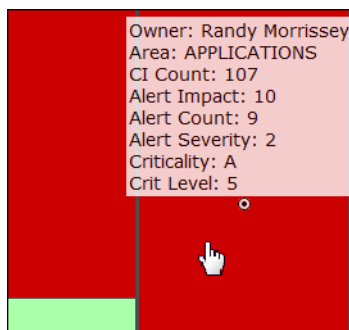 Owner: Randy Morrissey
Area: APPLICATIONS
CI Count: 107
Alert Impact: 10
Alert Count: 9
Alert Severity: 2
Criticality: A
Crit Level: 5